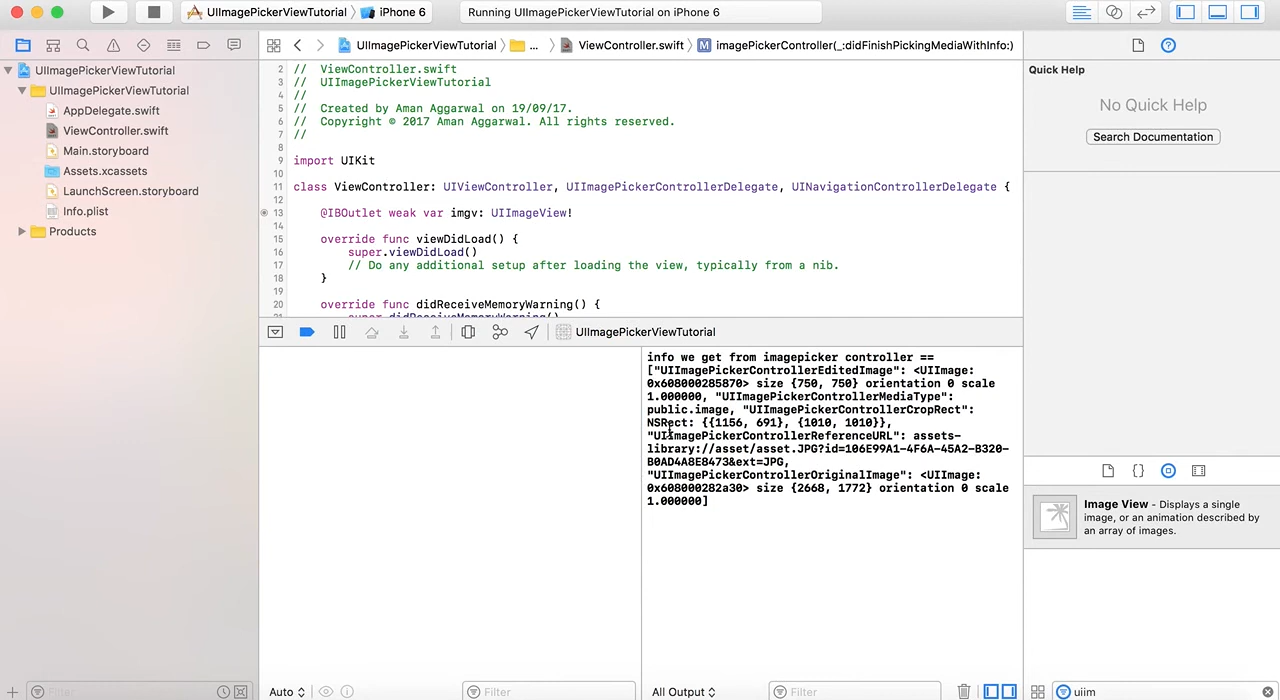 UIImagePickerViewTutorial 〉 iPhone 6
Running UIImagePickerViewTutorial on iPhone 6
UIImagePickerViewTutorial 〉 ... 〉 ViewController.swift 〉 M imagePickerController(_:didFinishPickingMediaWithInfo:)
UIImagePickerViewTutorial
UIImagePickerViewTutorial
AppDelegate.swift
ViewController.swift
Main.storyboard
Assets.xcassets
LaunchScreen.storyboard
Info.plist
Products
Filter
2 //  ViewController.swift
3 //  UIImagePickerViewTutorial
4 //
5 //  Created by Aman Aggarwal on 19/09/17.
6 //  Copyright © 2017 Aman Aggarwal. All rights reserved.
7 //
8
9 import UIKit
10
11 class ViewController: UIViewController, UIImagePickerControllerDelegate, UINavigationControllerDelegate {
12
13     @IBOutlet weak var imgv: UIImageView!
14
15     override func viewDidLoad() {
16         super.viewDidLoad()
17         // Do any additional setup after loading the view, typically from a nib.
18     }
19
20     override func didReceiveMemoryWarning() {
21         super.didReceiveMemoryWarning()
UIImagePickerViewTutorial
info we get from imagepicker controller ==
["UIImagePickerControllerEditedImage": <UIImage:
0x608000285870> size {750, 750} orientation 0 scale
1.000000, "UIImagePickerControllerMediaType":
public.image, "UIImagePickerControllerCropRect":
NSRect: {{1156, 691}, {1010, 1010}},
"UIImagePickerControllerReferenceURL": assets-
library://asset/asset.JPG?id=106E99A1-4F6A-45A2-B320-
B0AD4A8E8473&ext=JPG,
"UIImagePickerControllerOriginalImage": <UIImage:
0x608000282a30> size {2668, 1772} orientation 0 scale
1.000000]
Auto
Filter
All Output
Filter
Quick Help
No Quick Help
Search Documentation
Image View - Displays a single
image, or an animation described by
an array of images.
uiim